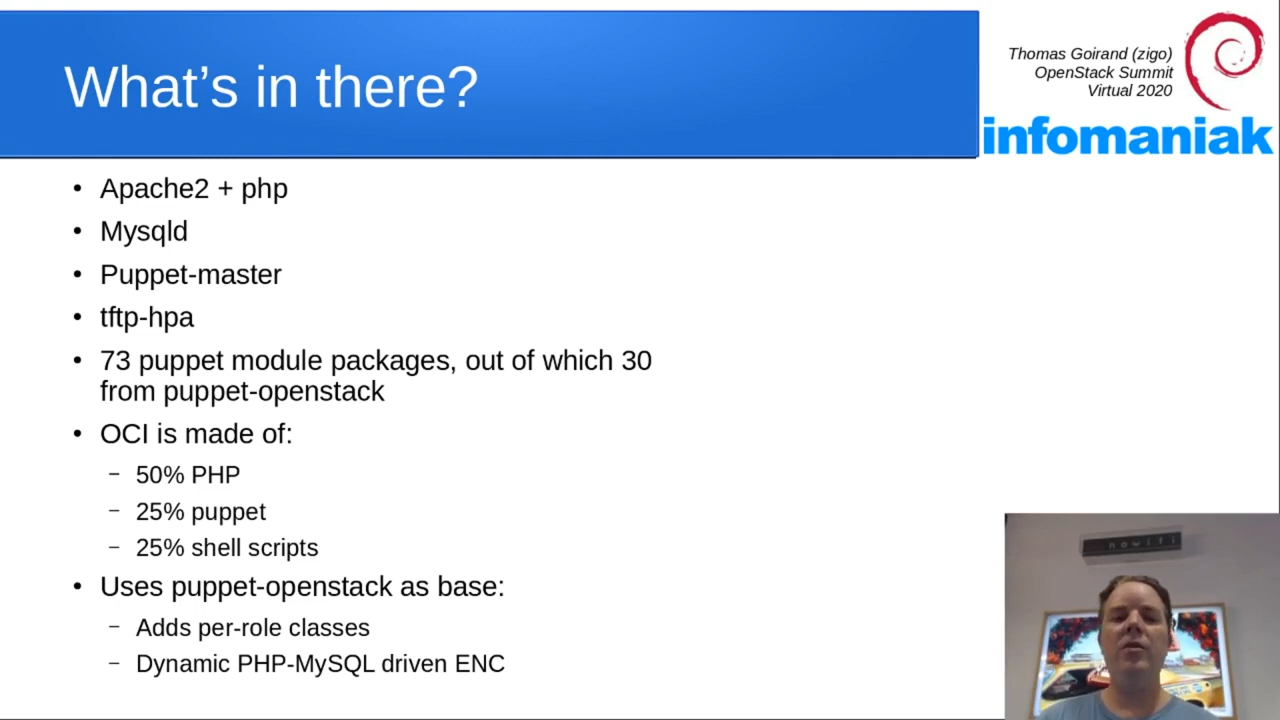 What's in there?
Thomas Goirand (zigo)
OpenStack Summit
Virtual 2020
infomaniak
• Apache2 + php
• Mysqld
• Puppet-master
• tftp-hpa
• 73 puppet module packages, out of which 30
from puppet-openstack
• OCI is made of:
– 50% PHP
– 25% puppet
– 25% shell scripts
• Uses puppet-openstack as base:
– Adds per-role classes
– Dynamic PHP-MySQL driven ENC